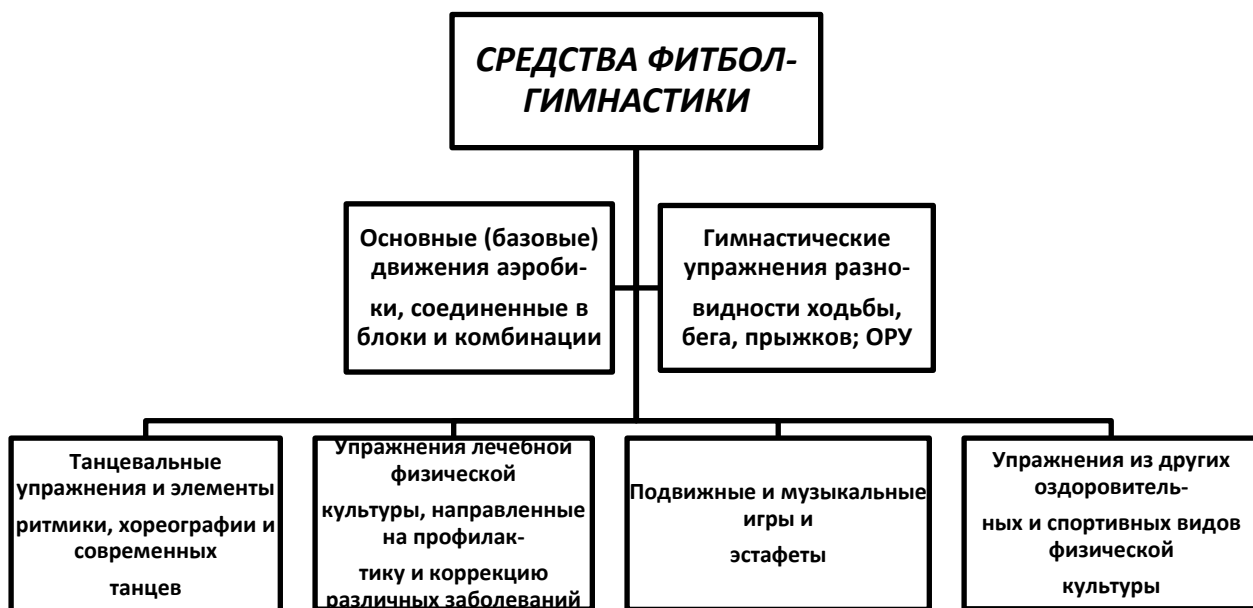 СРЕДСТВА ФИТБОЛ-
ГИМНАСТИКИ
Основные (базовые)
движения аэроби-
ки, соединенные в
блоки и комбинации
Гимнастические
упражнения разно-
видности ходьбы,
бега, прыжков; ОРУ
Танцевальные
упражнения и элементы
ритмики, хореографии и
современных
танцев
Упражнения лечебной
физической
культуры, направленные
на профилак-
тику и коррекцию
различных заболеваний
Подвижные и музыкальные
игры и
эстафеты
Упражнения из других
оздоровитель-
ных и спортивных видов
физической
культуры